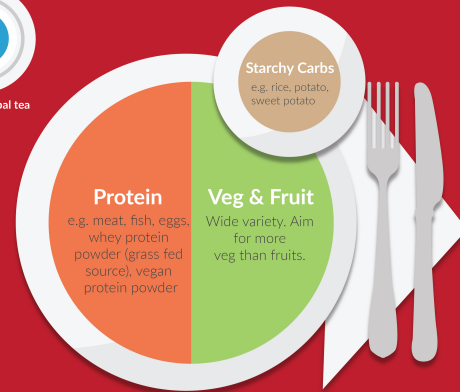 Starchy Carbs
e.g. rice, potato,
sweet potato
bal tea
Protein
e.g. meat, fish, eggs,
whey protein
powder (grass fed
source), vegan
protein powder
Veg & Fruit
Wide variety. Aim
for more
veg than fruits.